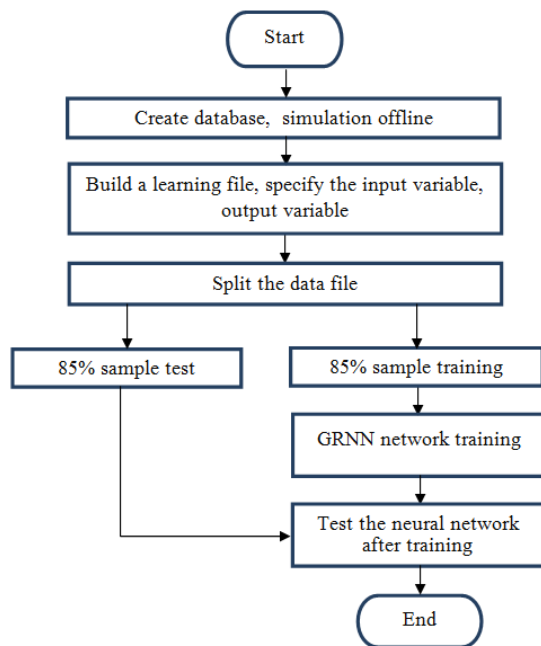 Start
Create database, simulation offline
Build a learning file, specify the input variable,
output variable
Split the data file
85% sample test
85% sample training
GRNN network training
Test the neural network
after training
End